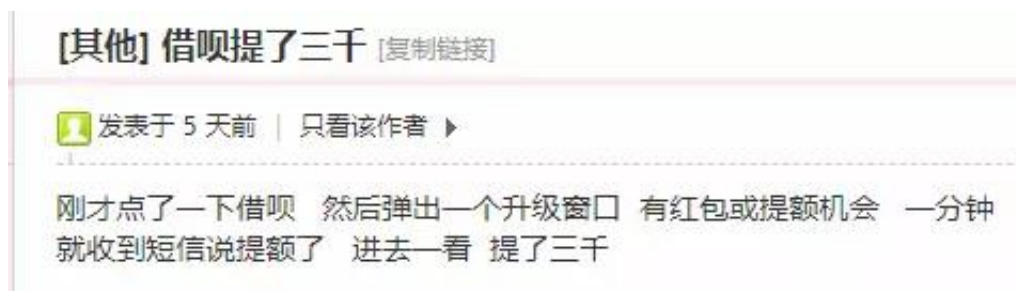 [其他] 借呗提了三千 [复制链接]
发表于 5 天前 | 只看该作者
刚才点了一下借呗 然后弹出一个升级窗口 有红包或提额机会 一分钟
就收到短信说提额了 进去一看 提了三千